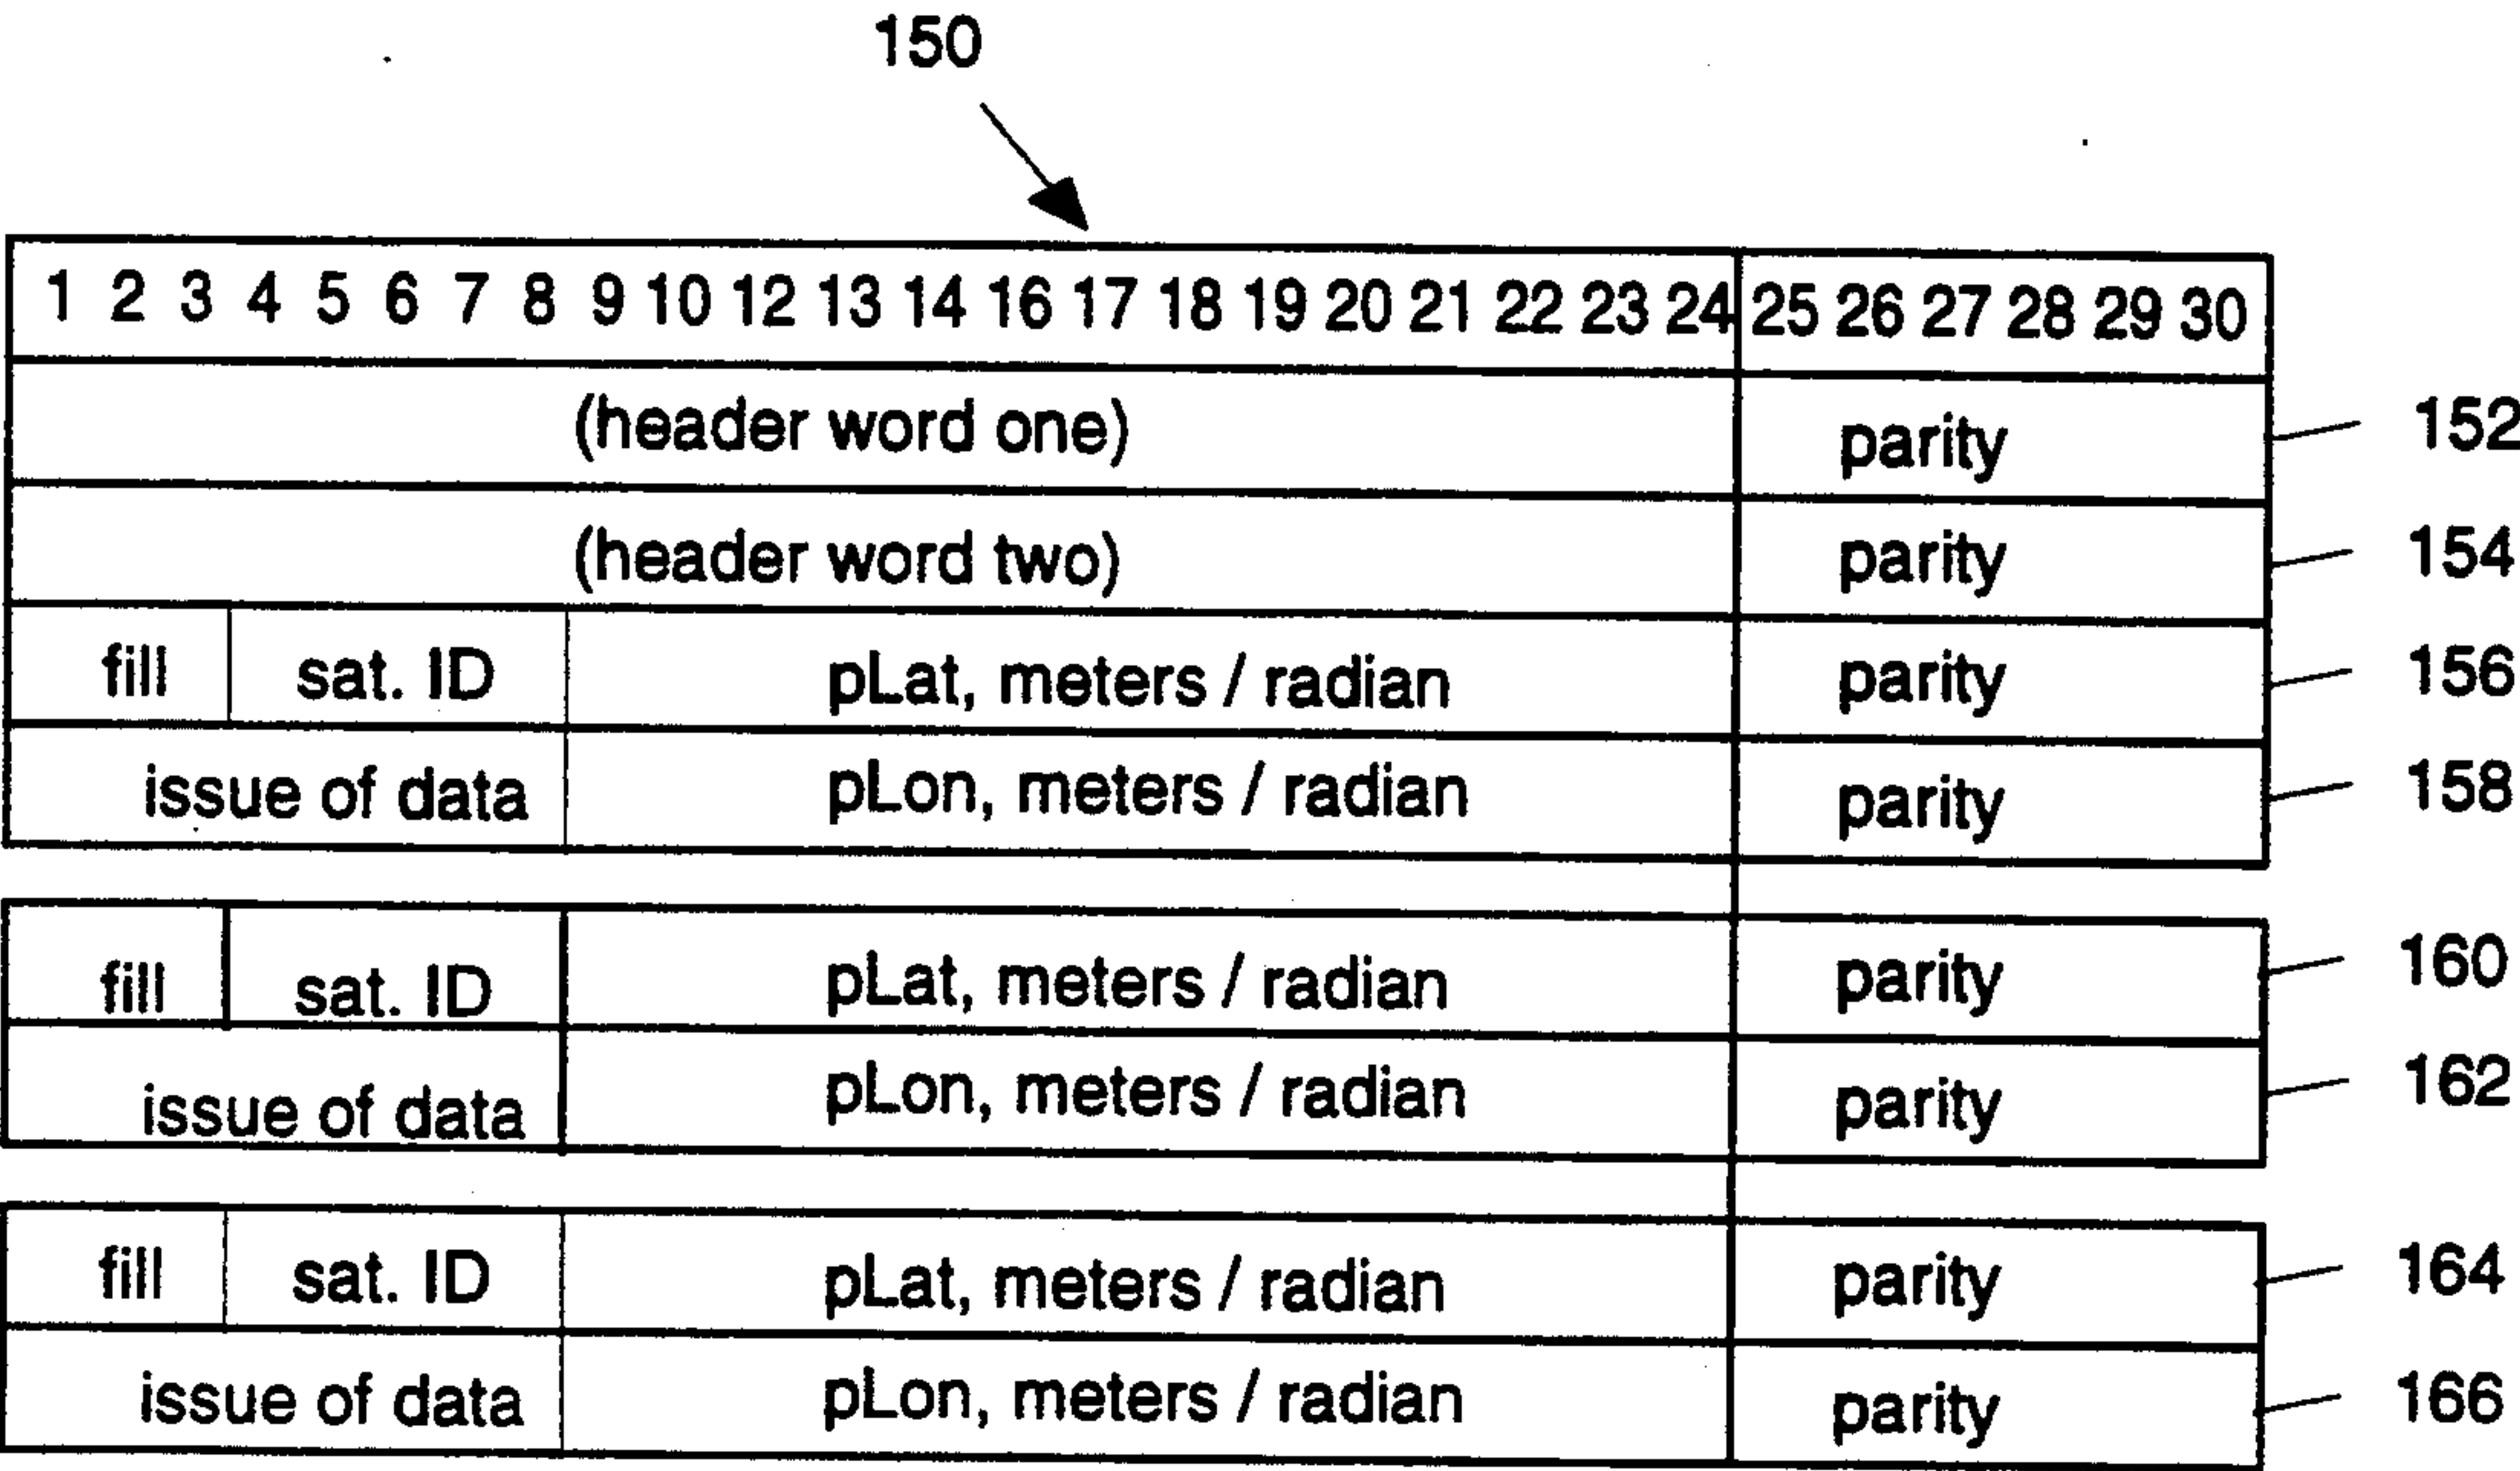 150
1 2 3 4 5 6 7 8 9 10 12 13 14 16 17 18 19 20 21 22 23 24 25 26 27 28 29 30
(header word one) parity 152
(header word two) parity 154
fill sat. ID pLat, meters / radian parity 156
issue of data pLon, meters / radian parity 158
fill sat. ID pLat, meters / radian parity 160
issue of data pLon, meters / radian parity 162
fill sat. ID pLat, meters / radian parity 164
issue of data pLon, meters / radian parity 166